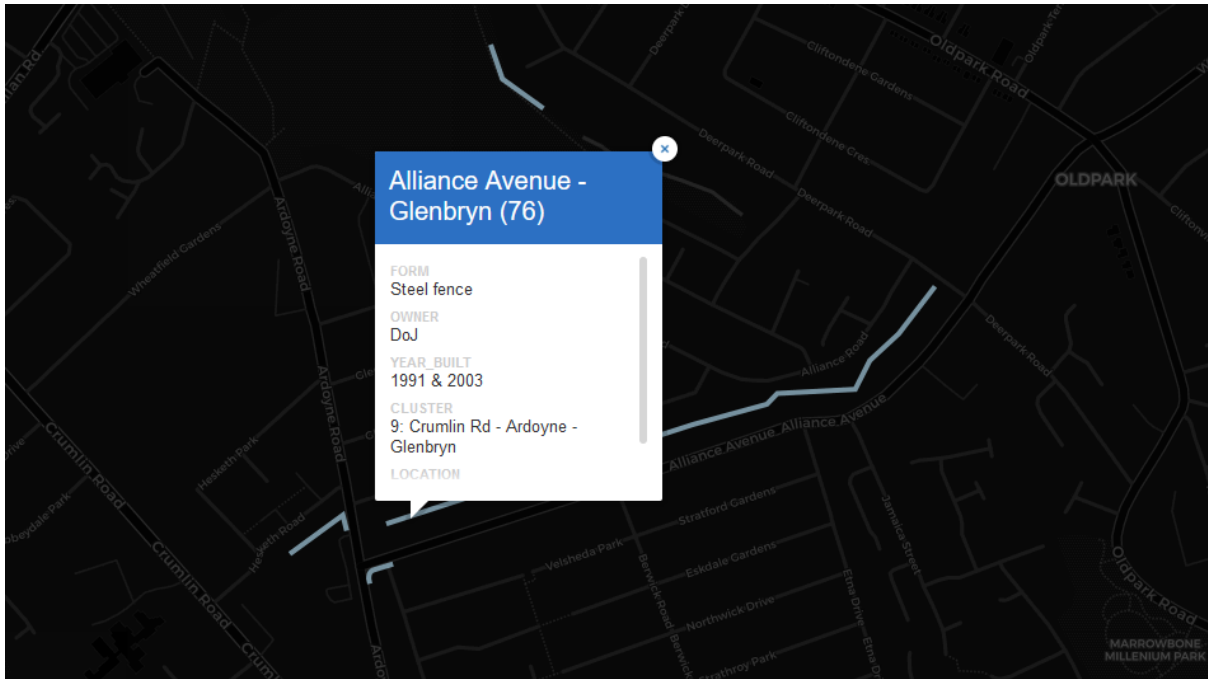 Alliance Avenue -
Glenbryn (76)
FORM
Steel fence
OWNER
DoJ
YEAR_BUILT
1991 & 2003
CLUSTER
9: Crumlin Rd - Ardoyne -
Glenbryn
LOCATION
Cliftondene Gardens
Oldpark Road
Deerpark Road
Cliftondene Cres
OLDPARK
Deerpark Road
Wheatfield Gardens
Ardoyne Road
Deerpark Road
Alliance Road
Ardoyne Road
Alliance Avenue
Alliance Avenue
Crumlin Road
Hesketh Park
Hesketh Road
Stratford Gardens
Jamaica Street
Velsheda Park
Eskdale Gardens
Berwick Road
Etna Drive
Northwick Drive
Crumlin Road
Oldpark Road
MARROWBONE
MILLENIUM PARK